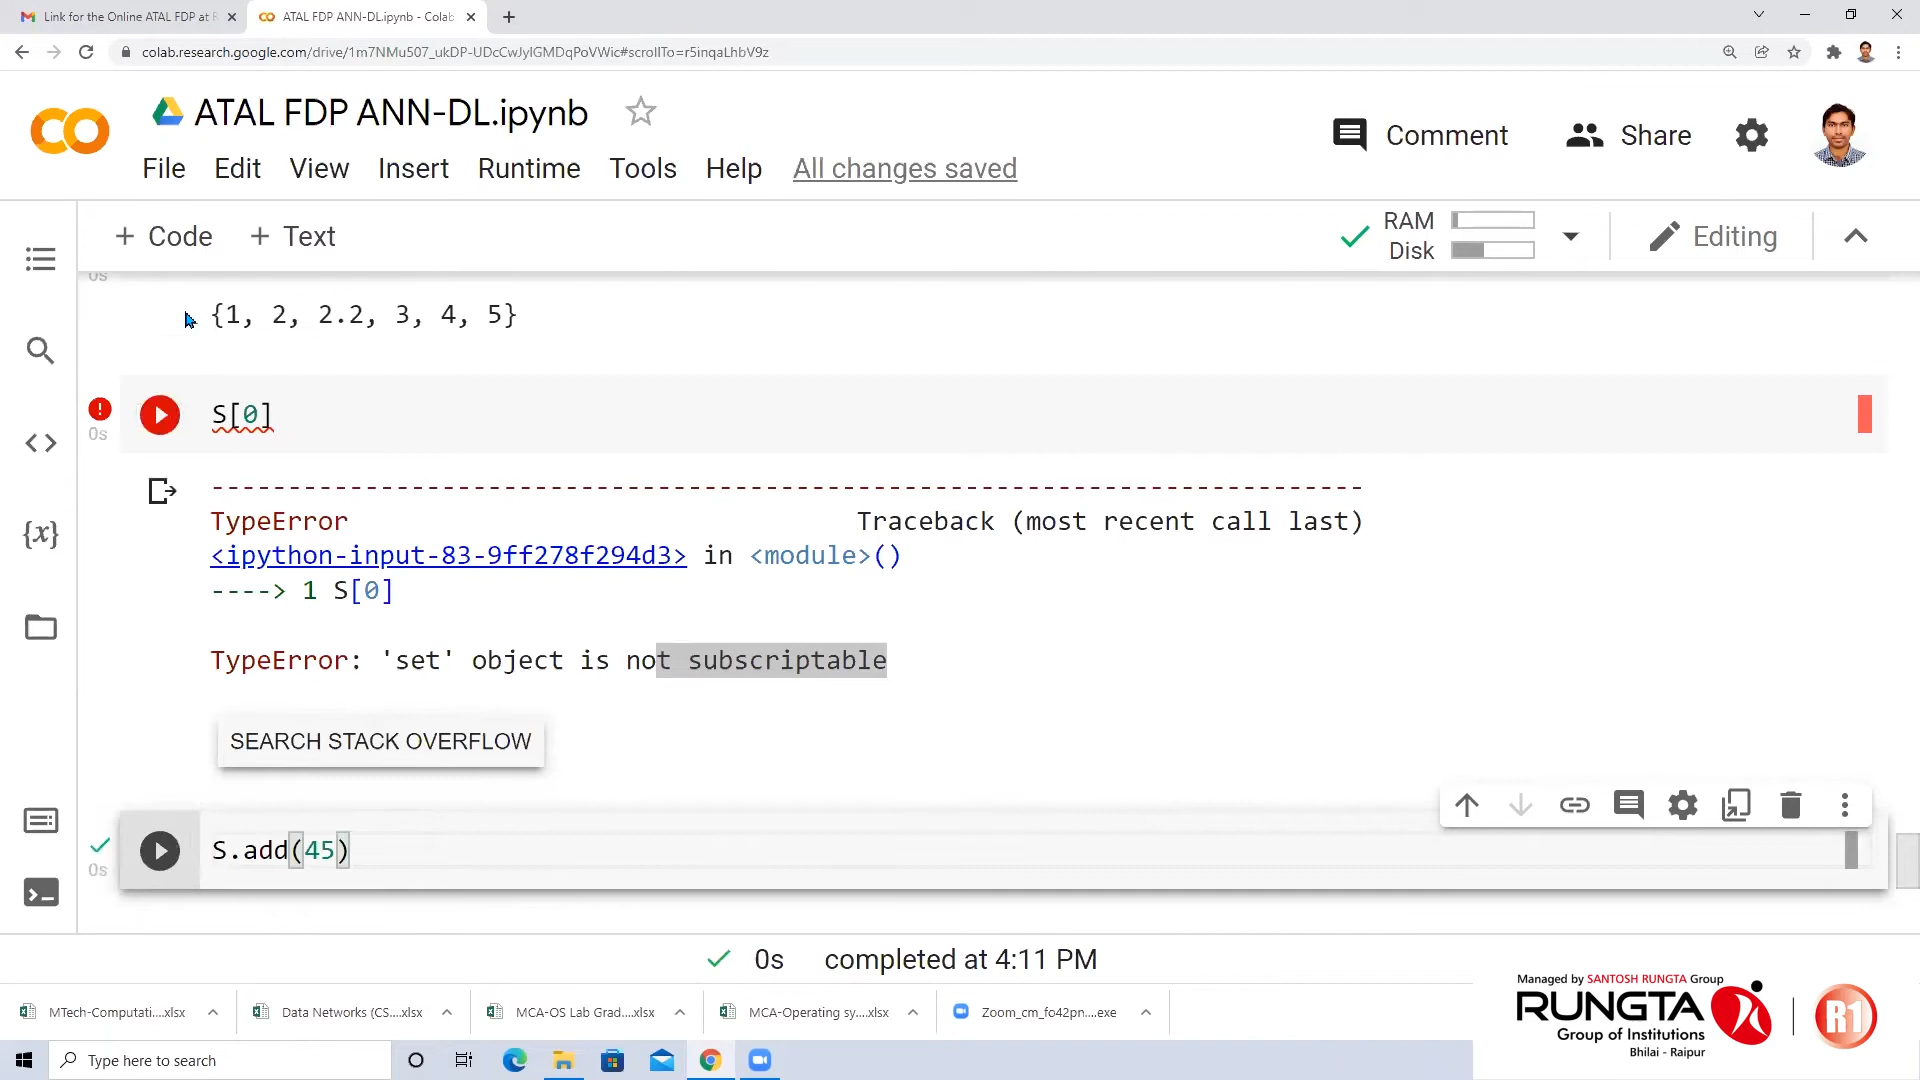 Link for the Online ATAL FDP at
ATAL FDP ANN-DL.ipynb - Colab
colab.research.google.com/drive/1m7NMu507_ukDP-UDcCwJyIGMDqPoVWic#scrollTo=r5inqaLhbV9z
ATAL FDP ANN-DL.ipynb
Comment
Share
File Edit View Insert Runtime Tools Help All changes saved
+ Code + Text
RAM
Disk
Editing
0s
{1, 2, 2.2, 3, 4, 5}
S[0]
0s
---------------------------------------------------------------------------
TypeError Traceback (most recent call last)
<ipython-input-83-9ff278f294d3> in <module>()
----> 1 S[0]
TypeError: 'set' object is not subscriptable
SEARCH STACK OVERFLOW
S.add(45)
0s
0s completed at 4:11 PM
MTech-Computati....xlsx
Data Networks (CS....xlsx
MCA-OS Lab Grad....xlsx
MCA-Operating sy....xlsx
Zoom_cm_fo42pn....exe
Type here to search
Managed by SANTOSH RUNGTA Group
RUNGTA
Group of Institutions
Bhilai - Raipur
R1